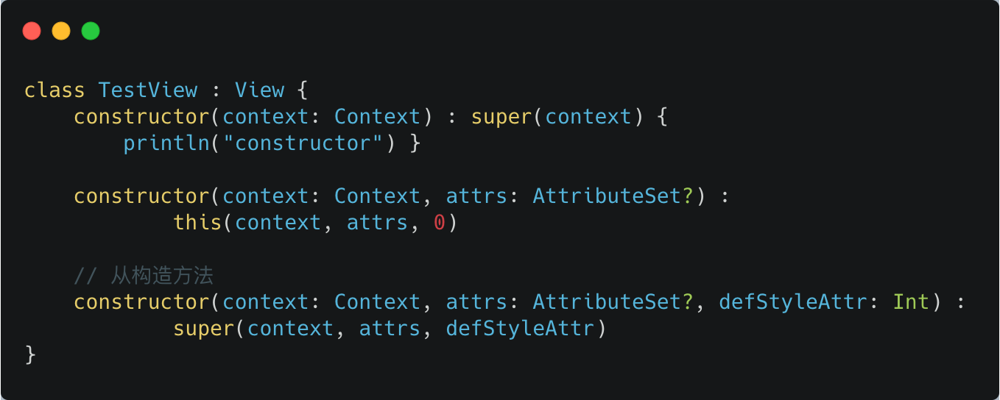 class TestView : View {
    constructor(context: Context) : super(context) {
        println("constructor") }

    constructor(context: Context, attrs: AttributeSet?) :
            this(context, attrs, 0)

    // 从构造方法
    constructor(context: Context, attrs: AttributeSet?, defStyleAttr: Int) :
            super(context, attrs, defStyleAttr)
}